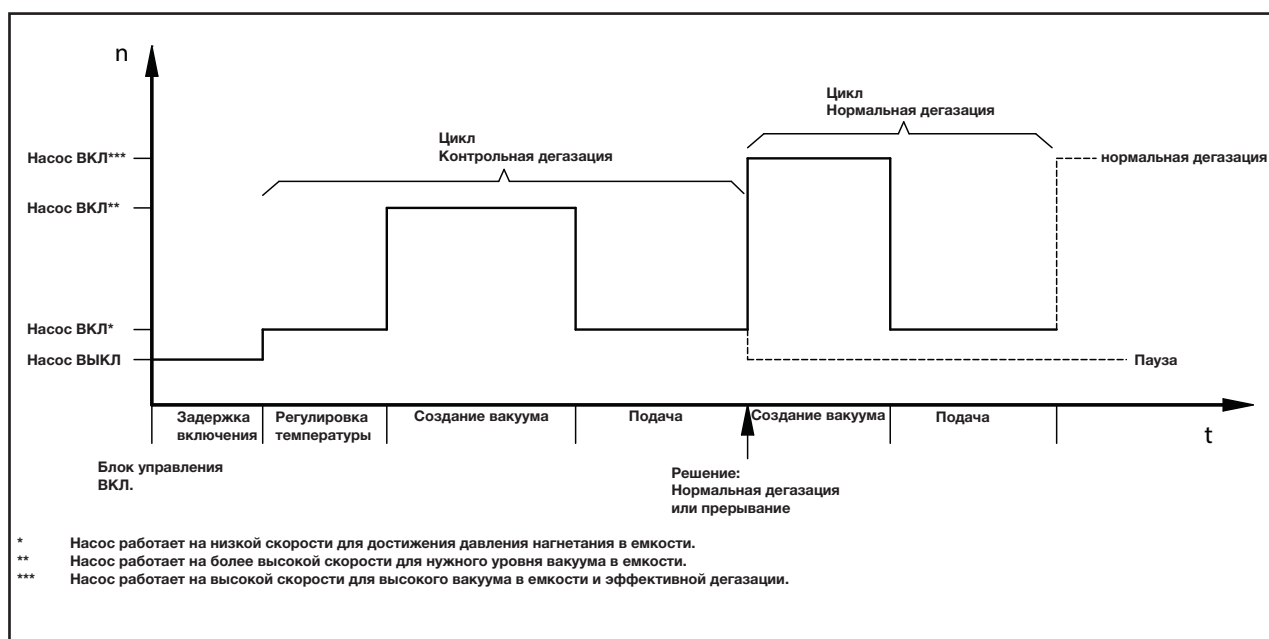 n
Цикл
Нормальная дегазация
Цикл
Контрольная дегазация
Насос ВКЛ***
нормальная дегазация
Насос ВКЛ**
Насос ВКЛ*
Насос ВЫКЛ
Пауза
Задержка
включения
Регулировка
температуры
Создание вакуума
Подача
Создание вакуума
Подача
t
Блок управления
ВКЛ.
Решение:
Нормальная дегазация
или прерывание
* Насос работает на низкой скорости для достижения давления нагнетания в емкости.
** Насос работает на более высокой скорости для нужного уровня вакуума в емкости.
*** Насос работает на высокой скорости для высокого вакуума в емкости и эффективной дегазации.